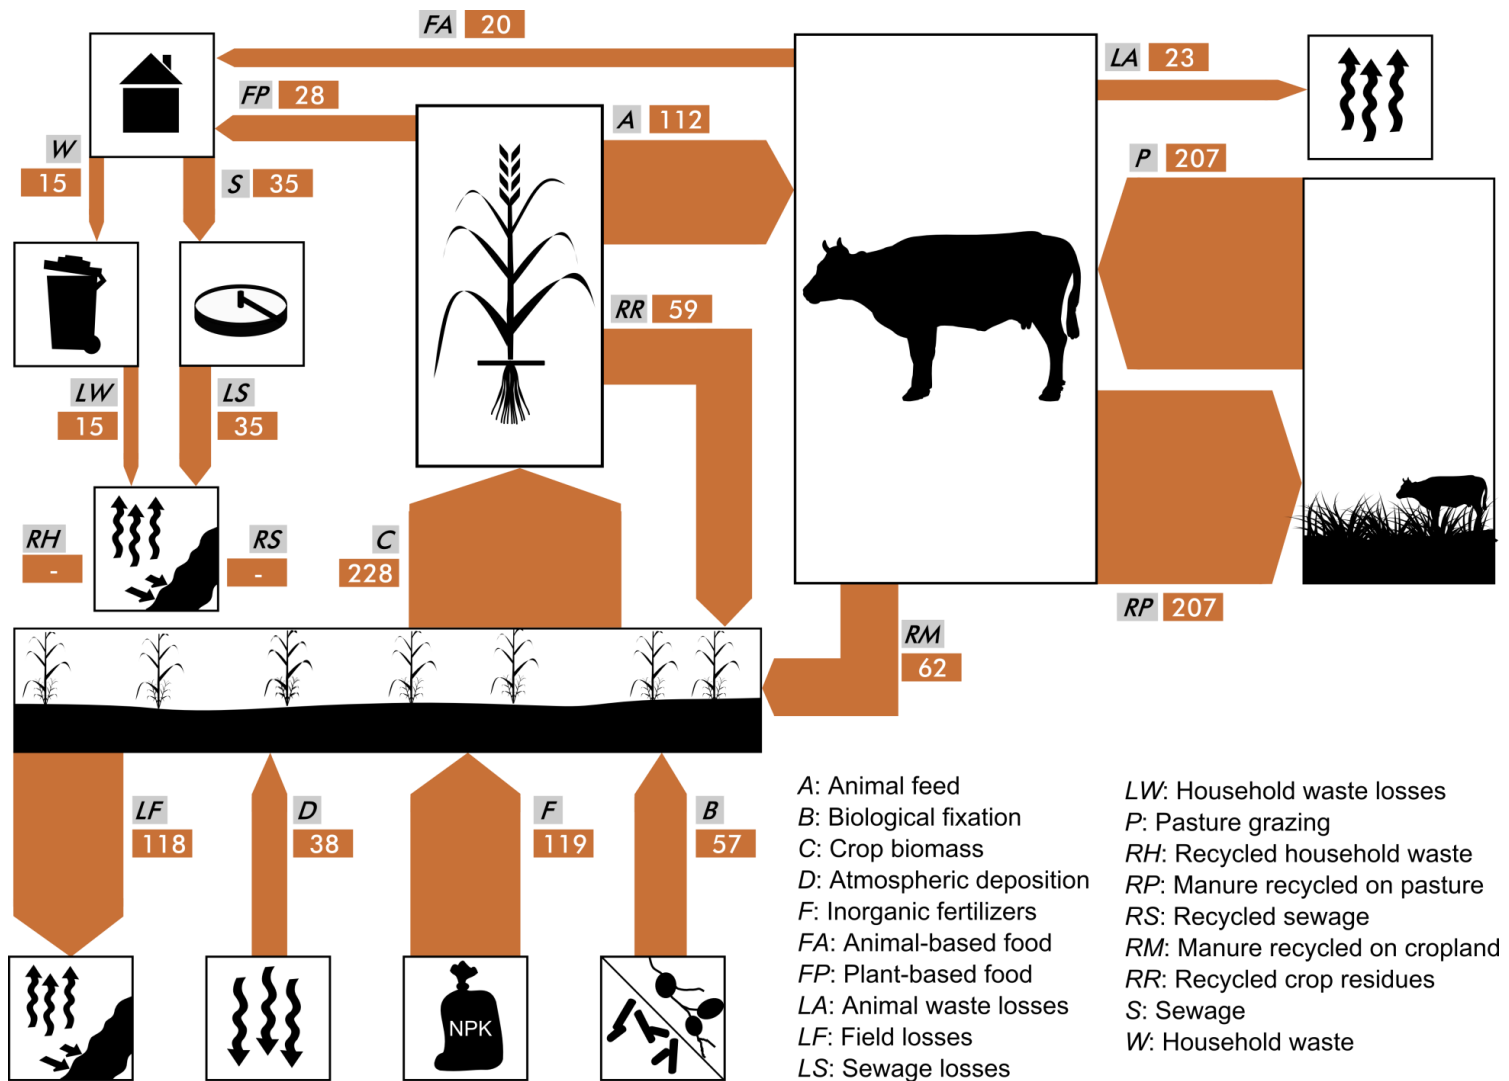 FA 20
LA 23
FP 28
A 112
W
15
S 35
P 207
RR 59
LW
15
LS
35
RH
-
RS
-
C
228
RP 207
RM
62
LF
118
D
38
F
119
B
57
NPK
A: Animal feed
B: Biological fixation
C: Crop biomass
D: Atmospheric deposition
F: Inorganic fertilizers
FA: Animal-based food
FP: Plant-based food
LA: Animal waste losses
LF: Field losses
LS: Sewage losses
LW: Household waste losses
P: Pasture grazing
RH: Recycled household waste
RP: Manure recycled on pasture
RS: Recycled sewage
RM: Manure recycled on cropland
RR: Recycled crop residues
S: Sewage
W: Household waste